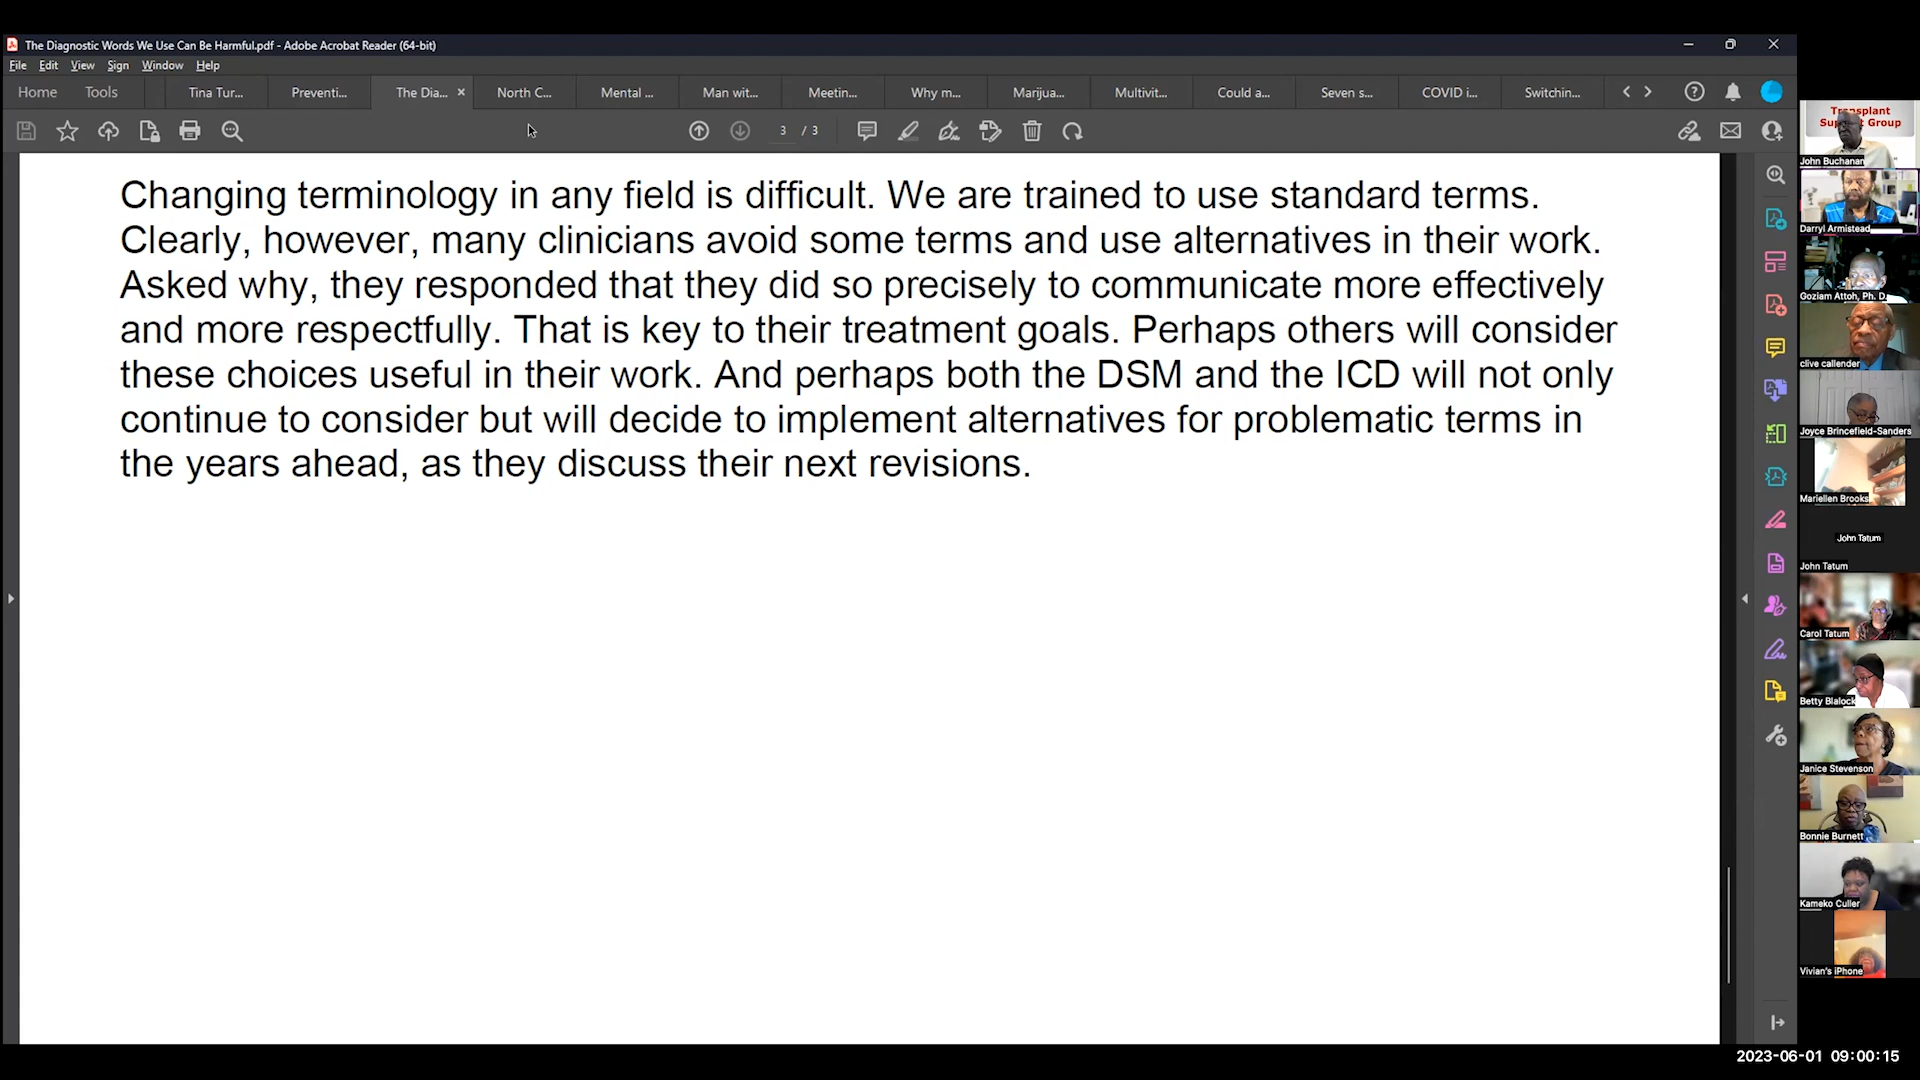 The Diagnostic Words We Use Can Be Harmful.pdf - Adobe Acrobat Reader (64-bit)
File Edit View Sign Window Help
Home Tools Tina Tur... Preventi... The Dia... North C... Mental ... Man wit... Meetin... Why m... Marijua... Multivit... Could a... Seven s... COVID i... Switchin...
3 / 3
Changing terminology in any field is difficult. We are trained to use standard terms.
Clearly, however, many clinicians avoid some terms and use alternatives in their work.
Asked why, they responded that they did so precisely to communicate more effectively
and more respectfully. That is key to their treatment goals. Perhaps others will consider
these choices useful in their work. And perhaps both the DSM and the ICD will not only
continue to consider but will decide to implement alternatives for problematic terms in
the years ahead, as they discuss their next revisions.
Transplant
Support Group
John Buchanan
Darryl Armistead
Goziam Attoh, Ph. D.
clive callender
Joyce Brincefield-Sanders
Mariellen Brooks
John Tatum
John Tatum
Carol Tatum
Betty Blalock
Janice Stevenson
Bonnie Burnett
Kameko Culler
Vivian's iPhone
2023-06-01 09:00:15